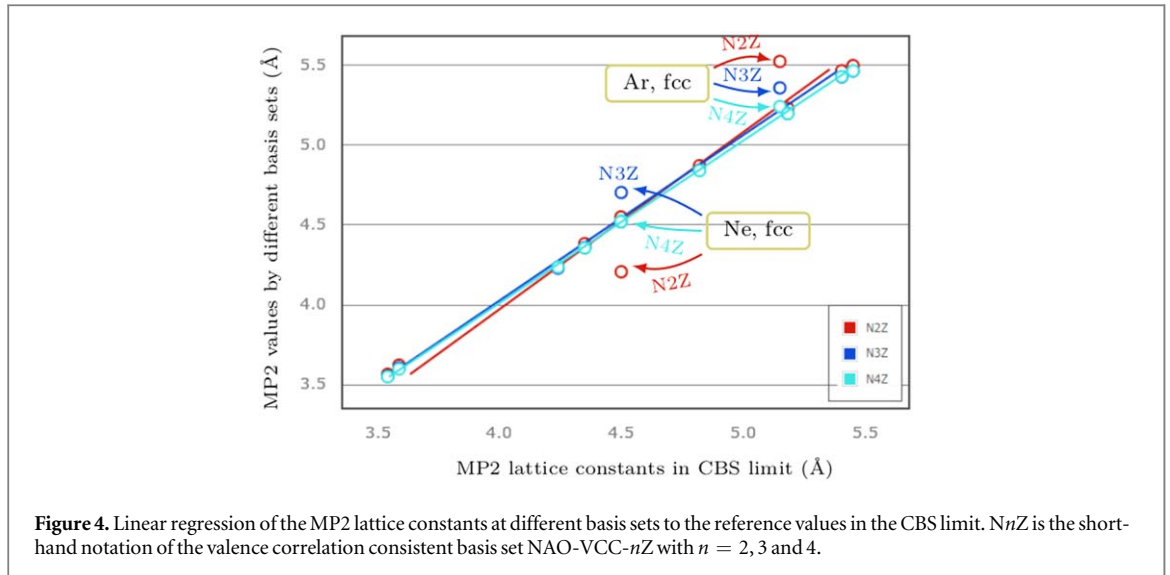 MP2 values by different basis sets (Å)
5.5
5.0
4.5
4.0
3.5
N2Z
Ar, fcc
N3Z
N4Z
N3Z
Ne, fcc
N4Z
N2Z
N2Z
N3Z
N4Z
3.5 4.0 4.5 5.0 5.5
MP2 lattice constants in CBS limit (Å)
Figure 4. Linear regression of the MP2 lattice constants at different basis sets to the reference values in the CBS limit. NnZ is the short-
hand notation of the valence correlation consistent basis set NAO-VCC-nZ with n = 2, 3 and 4.